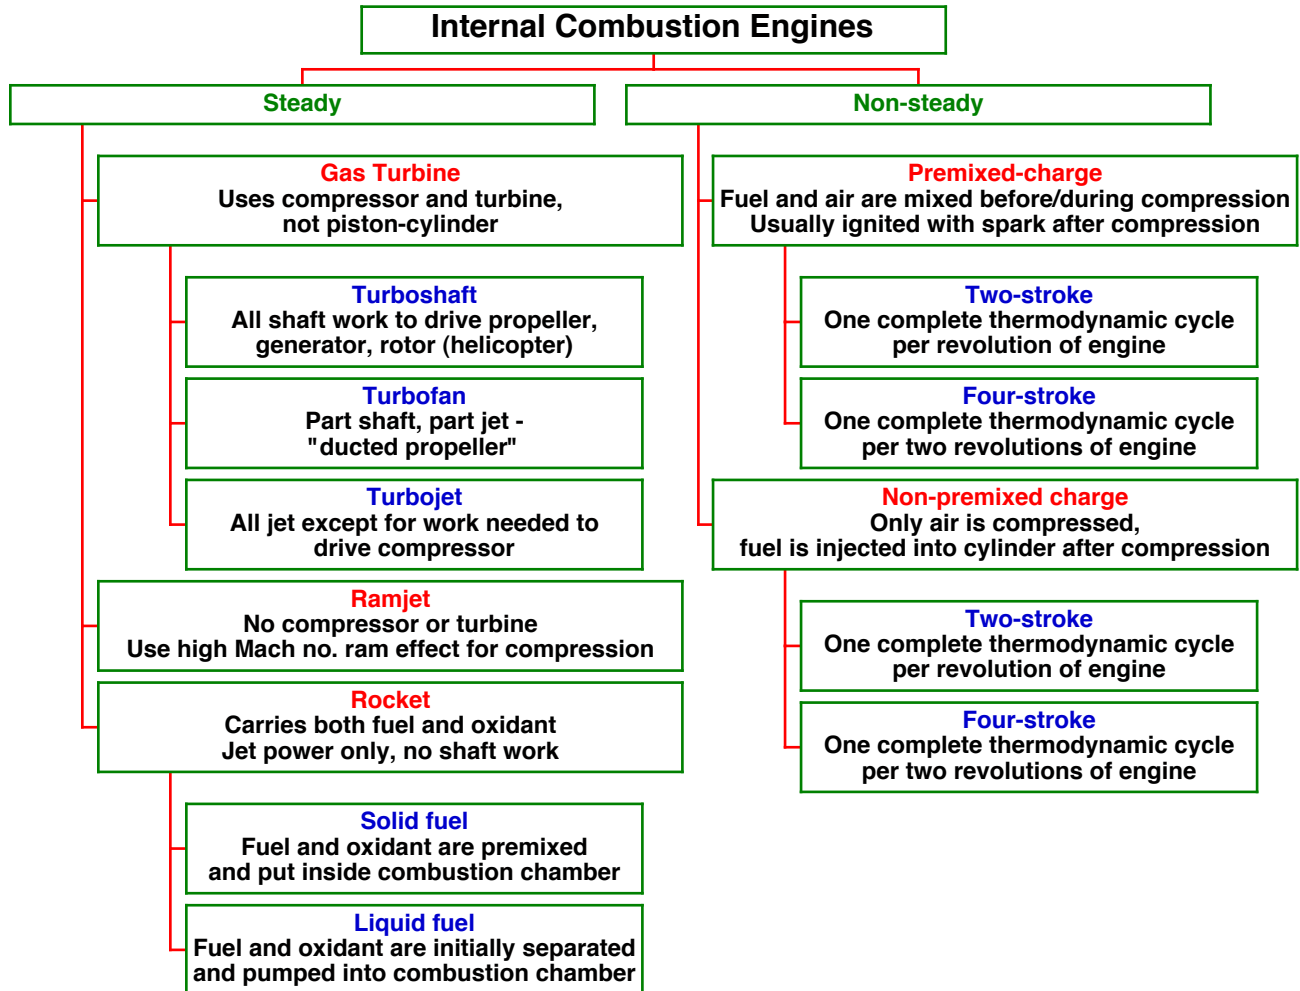 Internal Combustion Engines
Steady
Gas Turbine
Uses compressor and turbine,
not piston-cylinder
Turboshaft
All shaft work to drive propeller,
generator, rotor (helicopter)
Turbofan
Part shaft, part jet -
"ducted propeller"
Turbojet
All jet except for work needed to
drive compressor
Ramjet
No compressor or turbine
Use high Mach no. ram effect for compression
Rocket
Carries both fuel and oxidant
Jet power only, no shaft work
Solid fuel
Fuel and oxidant are premixed
and put inside combustion chamber
Liquid fuel
Fuel and oxidant are initially separated
and pumped into combustion chamber
Non-steady
Premixed-charge
Fuel and air are mixed before/during compression
Usually ignited with spark after compression
Two-stroke
One complete thermodynamic cycle
per revolution of engine
Four-stroke
One complete thermodynamic cycle
per two revolutions of engine
Non-premixed charge
Only air is compressed,
fuel is injected into cylinder after compression
Two-stroke
One complete thermodynamic cycle
per revolution of engine
Four-stroke
One complete thermodynamic cycle
per two revolutions of engine